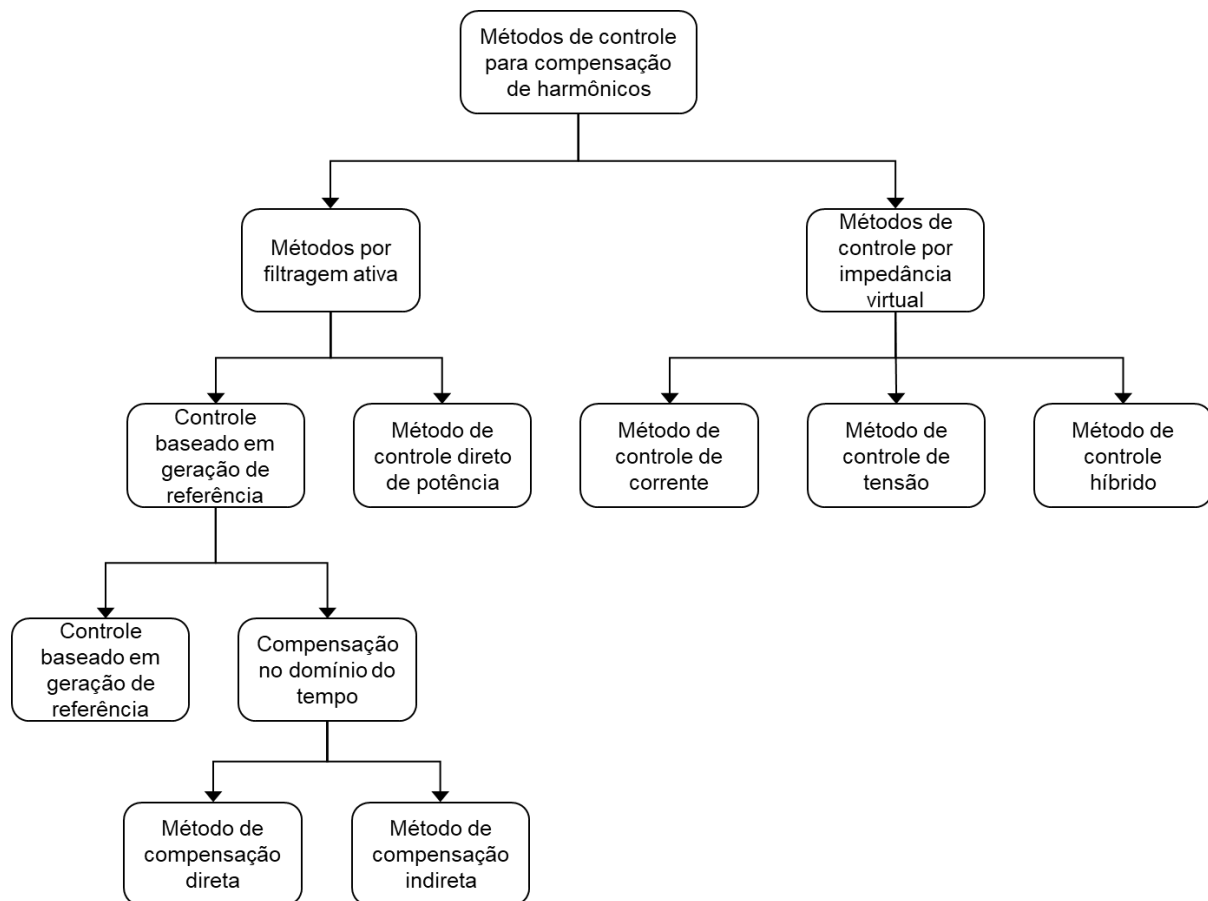 Métodos de controle
para compensação
de harmônicos
Métodos por
filtragem ativa
Métodos de
controle por
impedância
virtual
Controle
baseado em
geração de
referência
Método de
controle direto
de potência
Método de
controle de
corrente
Método de
controle de
tensão
Método de
controle
híbrido
Controle
baseado em
geração de
referência
Compensação
no domínio do
tempo
Método de
compensação
direta
Método de
compensação
indireta